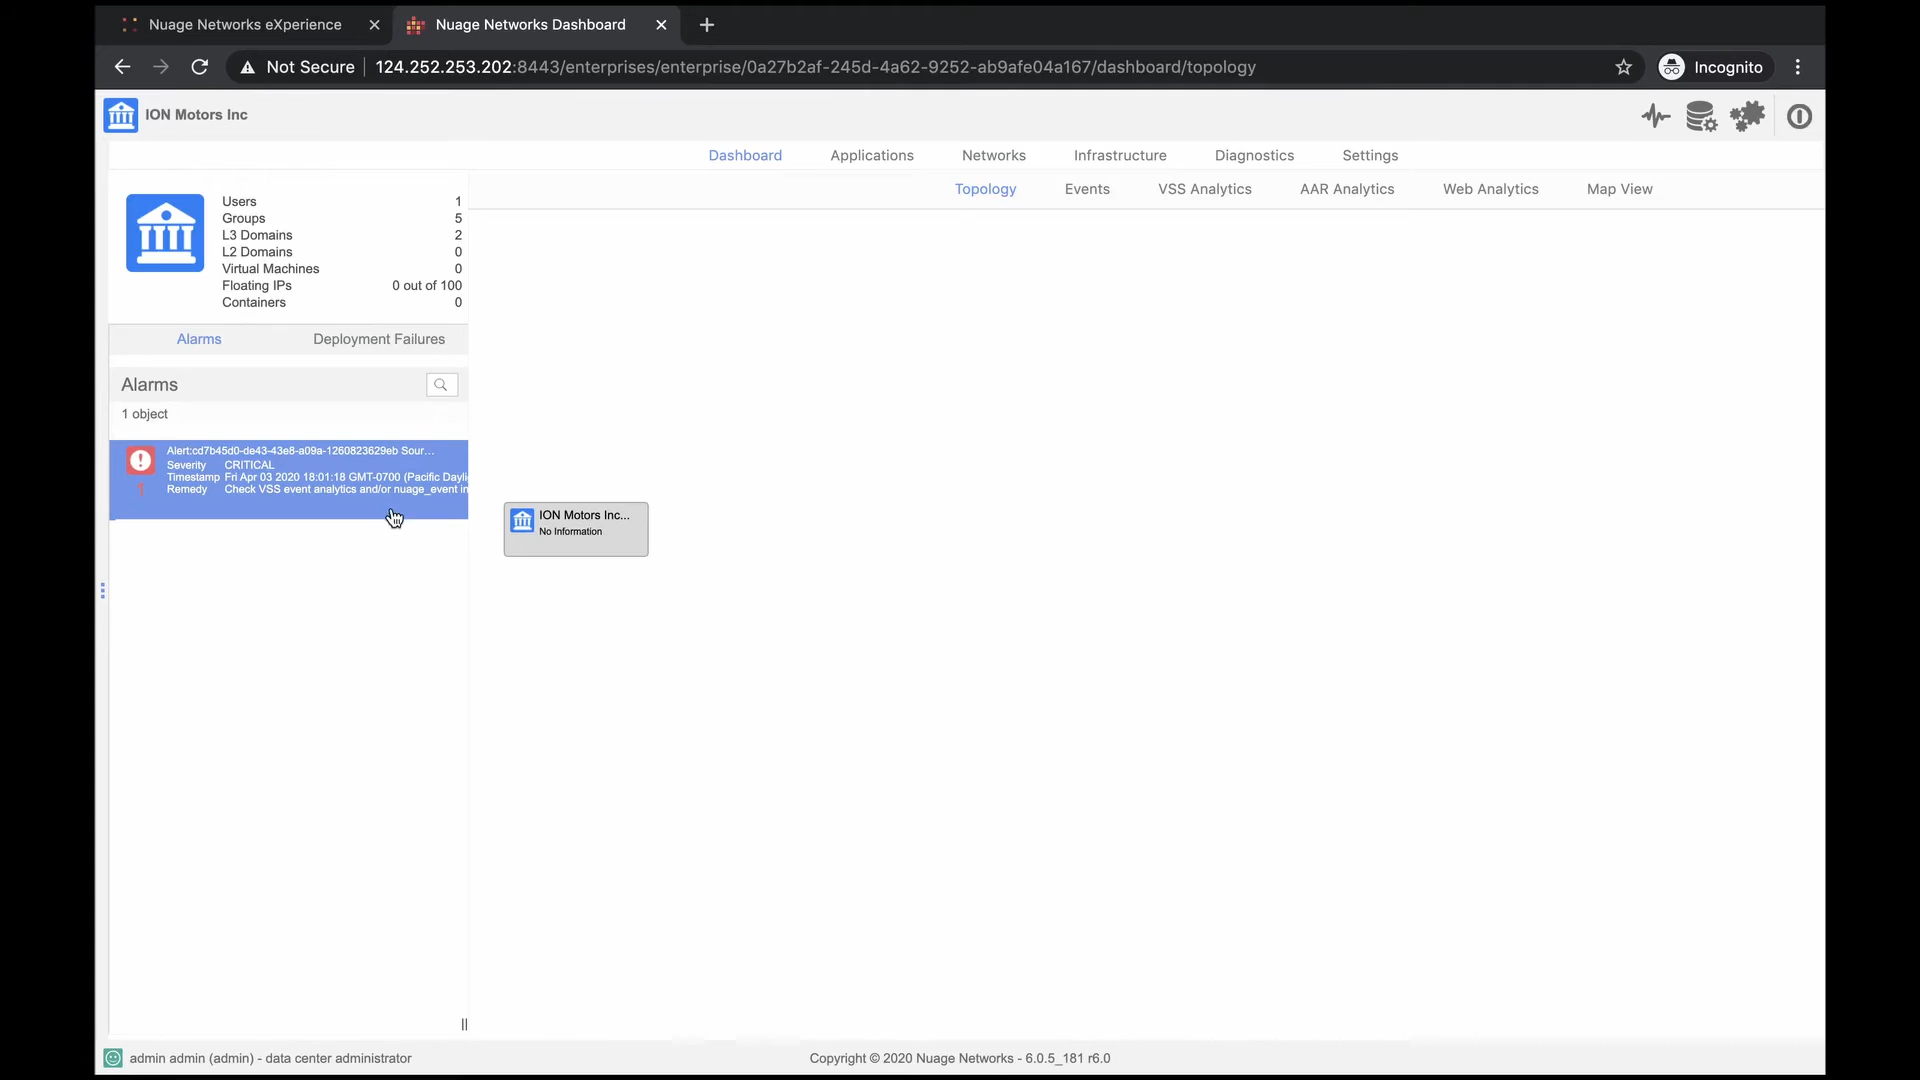 Nuage Networks eXperience
Nuage Networks Dashboard
Not Secure
124.252.253.202:8443/enterprises/enterprise/0a27b2af-245d-4a62-9252-ab9afe04a167/dashboard/topology
Incognito
ION Motors Inc
Dashboard Applications Networks Infrastructure Diagnostics Settings
Topology Events VSS Analytics AAR Analytics Web Analytics Map View
Users 1
Groups 5
L3 Domains 2
L2 Domains 0
Virtual Machines 0
Floating IPs 0 out of 100
Containers 0
Alarms Deployment Failures
Alarms
1 object
Alert:cd7b45d0-de43-43e8-a09a-1260823629eb Sour...
Severity CRITICAL
Timestamp Fri Apr 03 2020 18:01:18 GMT-0700 (Pacific Dayli
1 Remedy Check VSS event analytics and/or nuage_event in
ION Motors Inc...
No Information
admin admin (admin) - data center administrator
Copyright © 2020 Nuage Networks - 6.0.5_181 r6.0